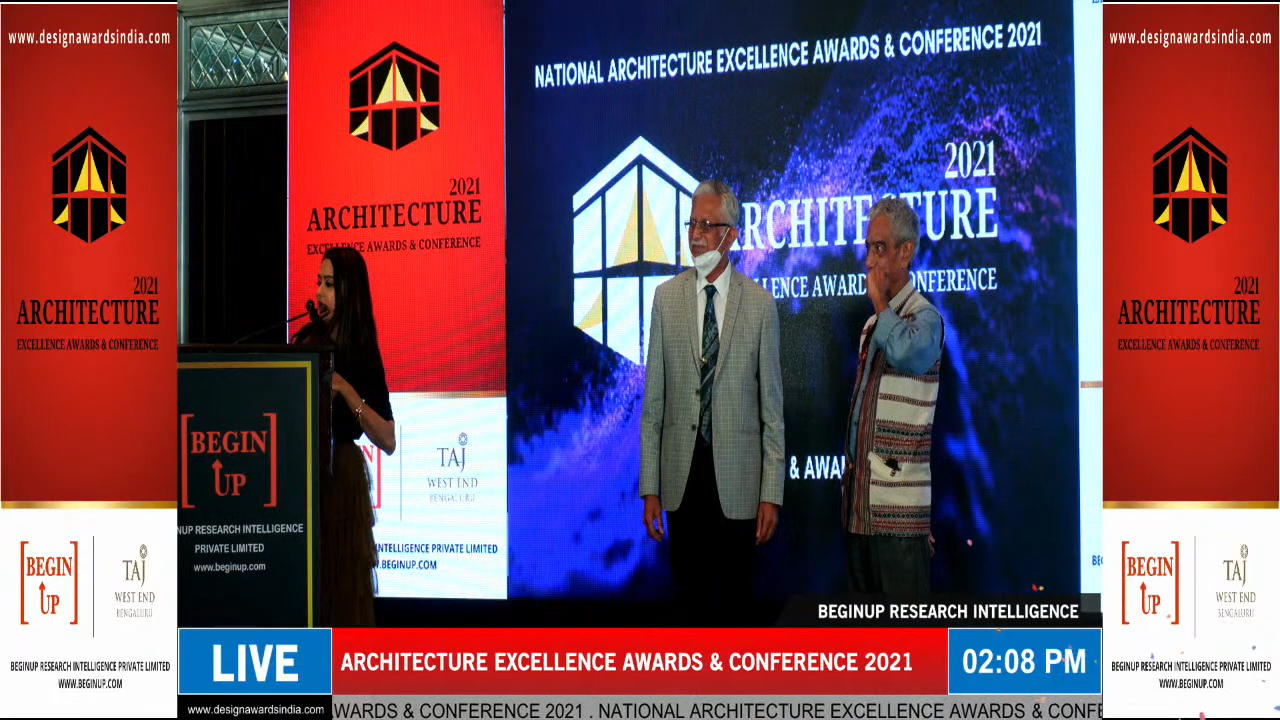 www.designawardsindia.com
2021
ARCHITECTURE
EXCELLENCE AWARDS & CONFERENCE
[BEGIN UP]
TAJ
WEST END
BENGALURU
BEGINUP RESEARCH INTELLIGENCE PRIVATE LIMITED
WWW.BEGINUP.COM
2021
ARCHITECTURE
EXCELLENCE AWARDS & CONFERENCE
TAJ
WEST END
BENGALURU
INTELLIGENCE PRIVATE LIMITED
UP.COM
[BEGIN
UP]
NUP RESEARCH INTELLIGENCE
PRIVATE LIMITED
www.beginup.com
NATIONAL ARCHITECTURE EXCELLENCE AWARDS & CONFERENCE 2021
2021
ARCHITECTURE
LLENCE AWARD CONFERENCE
& AWA
BEGINUP RESEARCH INTELLIGENCE
LIVE
ARCHITECTURE EXCELLENCE AWARDS & CONFERENCE 2021
02:08 PM
www.designawardsindia.com
WARDS & CONFERENCE 2021 . NATIONAL ARCHITECTURE EXCELLENCE AWARDS & CONFE
www.designawardsindia.com
2021
ARCHITECTURE
EXCELLENCE AWARDS & CONFERENCE
[BEGIN
UP]
TAJ
WEST END
BENGALURU
BEGINUP RESEARCH INTELLIGENCE PRIVATE LIMITED
WWW.BEGINUP.COM